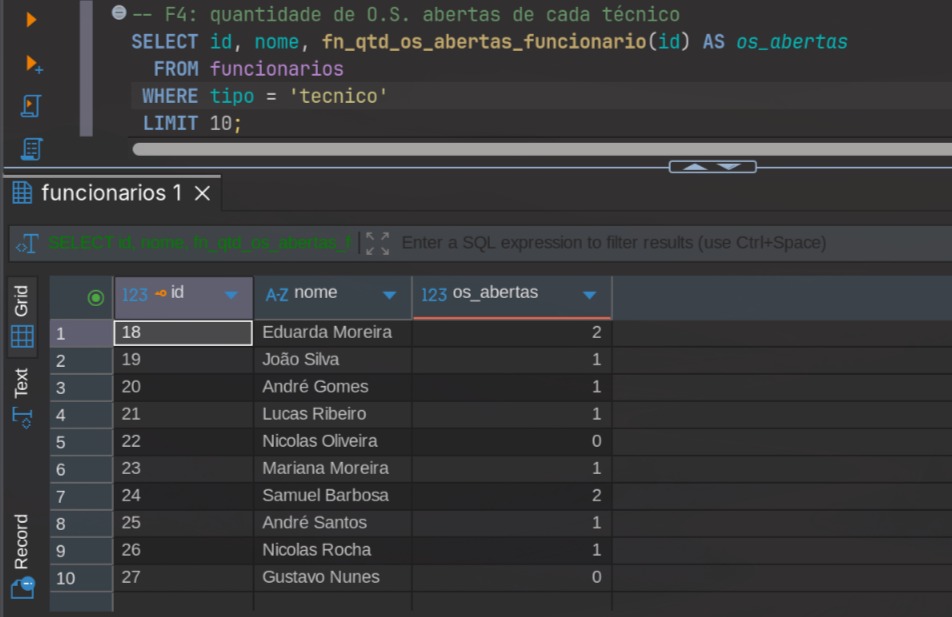 -- F4: quantidade de O.S. abertas de cada técnico
SELECT id, nome, fn_qtd_os_abertas_funcionario(id) AS os_abertas
FROM funcionarios
WHERE tipo = 'tecnico'
LIMIT 10;
funcionarios 1
SELECT id, nome, fn_qtd_os_abertas_f
Enter a SQL expression to filter results (use Ctrl+Space)
Grid
Text
Record
123 id A-Z nome 123 os_abertas
1 18 Eduarda Moreira 2
2 19 João Silva 1
3 20 André Gomes 1
4 21 Lucas Ribeiro 1
5 22 Nicolas Oliveira 0
6 23 Mariana Moreira 1
7 24 Samuel Barbosa 2
8 25 André Santos 1
9 26 Nicolas Rocha 1
10 27 Gustavo Nunes 0